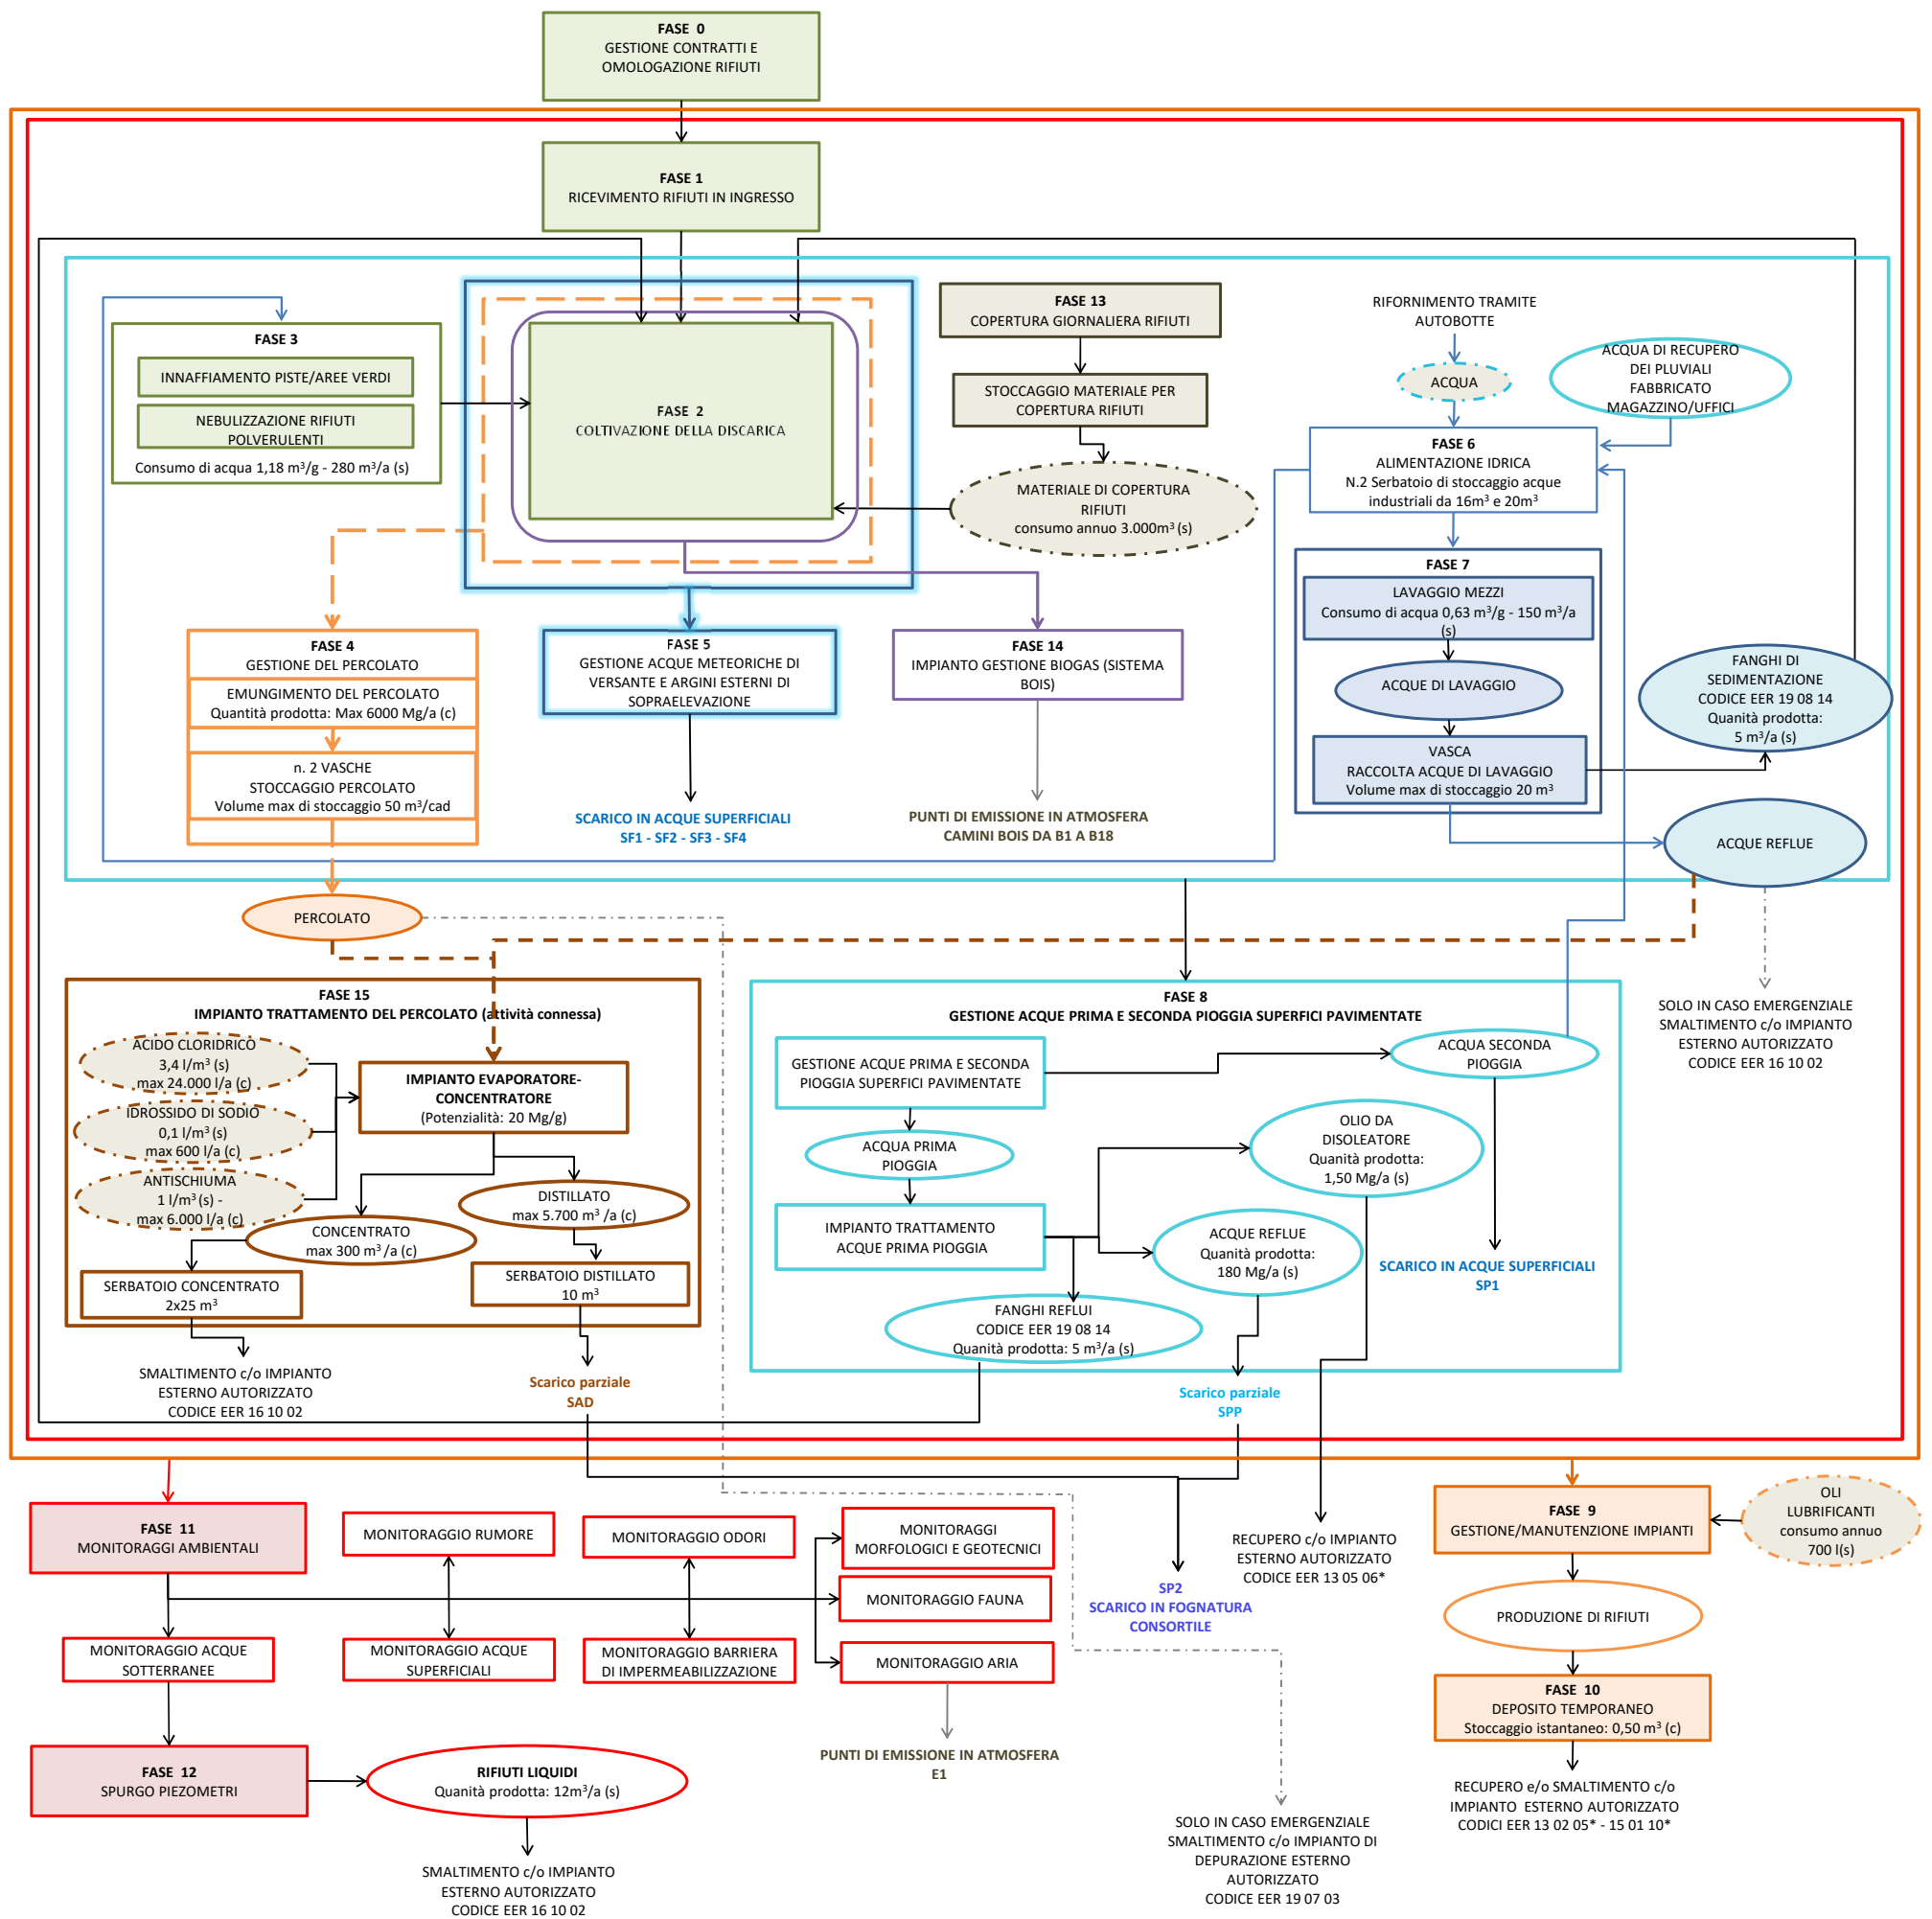 FASE 0
GESTIONE CONTRATTI E
OMOLOGAZIONE RIFIUTI
FASE 1
RICEVIMENTO RIFIUTI IN INGRESSO
FASE 3
INNAFFIAMENTO PISTE/AREE VERDI
NEBULIZZAZIONE RIFIUTI
POLVERULENTI
Consumo di acqua 1,18 m³/g - 280 m³/a (s)
FASE 2
COLTIVAZIONE DELLA DISCARICA
FASE 13
COPERTURA GIORNALIERA RIFIUTI
STOCCAGGIO MATERIALE PER
COPERTURA RIFIUTI
MATERIALE DI COPERTURA
RIFIUTI
consumo annuo 3.000m³ (s)
RIFORNIMENTO TRAMITE
AUTOBOTTE
ACQUA
ACQUA DI RECUPERO
DEI PLUVIALI
FABBRICATO
MAGAZZINO/UFFICI
FASE 6
ALIMENTAZIONE IDRICA
N.2 Serbatoio di stoccaggio acque
industriali da 16m³ e 20m³
FASE 7
LAVAGGIO MEZZI
Consumo di acqua 0,63 m³/g - 150 m³/a
(s)
ACQUE DI LAVAGGIO
VASCA
RACCOLTA ACQUE DI LAVAGGIO
Volume max di stoccaggio 20 m³
FANGHI DI
SEDIMENTAZIONE
CODICE EER 19 08 14
Quanità prodotta:
5 m³/a (s)
ACQUE REFLUE
FASE 4
GESTIONE DEL PERCOLATO
EMUNGIMENTO DEL PERCOLATO
Quantità prodotta: Max 6000 Mg/a (c)
n. 2 VASCHE
STOCCAGGIO PERCOLATO
Volume max di stoccaggio 50 m³/cad
FASE 5
GESTIONE ACQUE METEORICHE DI
VERSANTE E ARGINI ESTERNI DI
SOPRAELEVAZIONE
FASE 14
IMPIANTO GESTIONE BIOGAS (SISTEMA
BOIS)
SCARICO IN ACQUE SUPERFICIALI
SF1 - SF2 - SF3 - SF4
PUNTI DI EMISSIONE IN ATMOSFERA
CAMINI BOIS DA B1 A B18
PERCOLATO
SOLO IN CASO EMERGENZIALE
SMALTIMENTO c/o IMPIANTO
ESTERNO AUTORIZZATO
CODICE EER 16 10 02
FASE 15
IMPIANTO TRATTAMENTO DEL PERCOLATO (attività connessa)
ACIDO CLORIDRICO
3,4 l/m³ (s)
max 24.000 l/a (c)
IDROSSIDO DI SODIO
0,1 l/m³ (s)
max 600 l/a (c)
ANTISCHIUMA
1 l/m³ (s) -
max 6.000 l/a (c)
IMPIANTO EVAPORATORE-
CONCENTRATORE
(Potenzialità: 20 Mg/g)
DISTILLATO
max 5.700 m³ /a (c)
CONCENTRATO
max 300 m³ /a (c)
SERBATOIO CONCENTRATO
2x25 m³
SERBATOIO DISTILLATO
10 m³
SMALTIMENTO c/o IMPIANTO
ESTERNO AUTORIZZATO
CODICE EER 16 10 02
Scarico parziale
SAD
FASE 8
GESTIONE ACQUE PRIMA E SECONDA PIOGGIA SUPERFICI PAVIMENTATE
GESTIONE ACQUE PRIMA E SECONDA
PIOGGIA SUPERFICI PAVIMENTATE
ACQUA SECONDA
PIOGGIA
ACQUA PRIMA
PIOGGIA
OLIO DA
DISOLEATORE
Quantità prodotta:
1,50 Mg/a (s)
IMPIANTO TRATTAMENTO
ACQUE PRIMA PIOGGIA
ACQUE REFLUE
Quanità prodotta:
180 Mg/a (s)
SCARICO IN ACQUE SUPERFICIALI
SP1
FANGHI REFLUI
CODICE EER 19 08 14
Quanità prodotta: 5 m³/a (s)
Scarico parziale
SPP
FASE 11
MONITORAGGI AMBIENTALI
MONITORAGGIO RUMORE
MONITORAGGIO ODORI
MONITORAGGI
MORFOLOGICI E GEOTECNICI
MONITORAGGIO FAUNA
MONITORAGGIO ACQUE
SOTTERRANEE
MONITORAGGIO ACQUE
SUPERFICIALI
MONITORAGGIO BARRIERA
DI IMPERMEABILIZZAZIONE
MONITORAGGIO ARIA
PUNTI DI EMISSIONE IN ATMOSFERA
E1
SP2
SCARICO IN FOGNATURA
CONSORTILE
RECUPERO c/o IMPIANTO
ESTERNO AUTORIZZATO
CODICE EER 13 05 06*
FASE 9
GESTIONE/MANUTENZIONE IMPIANTI
OLI
LUBRIFICANTI
consumo annuo
700 l(s)
PRODUZIONE DI RIFIUTI
FASE 10
DEPOSITO TEMPORANEO
Stoccaggio istantaneo: 0,50 m³ (c)
RECUPERO e/o SMALTIMENTO c/o
IMPIANTO ESTERNO AUTORIZZATO
CODICI EER 13 02 05* - 15 01 10*
FASE 12
SPURGO PIEZOMETRI
RIFIUTI LIQUIDI
Quanità prodotta: 12m³/a (s)
SMALTIMENTO c/o IMPIANTO
ESTERNO AUTORIZZATO
CODICE EER 16 10 02
SOLO IN CASO EMERGENZIALE
SMALTIMENTO c/o IMPIANTO DI
DEPURAZIONE ESTERNO
AUTORIZZATO
CODICE EER 19 07 03